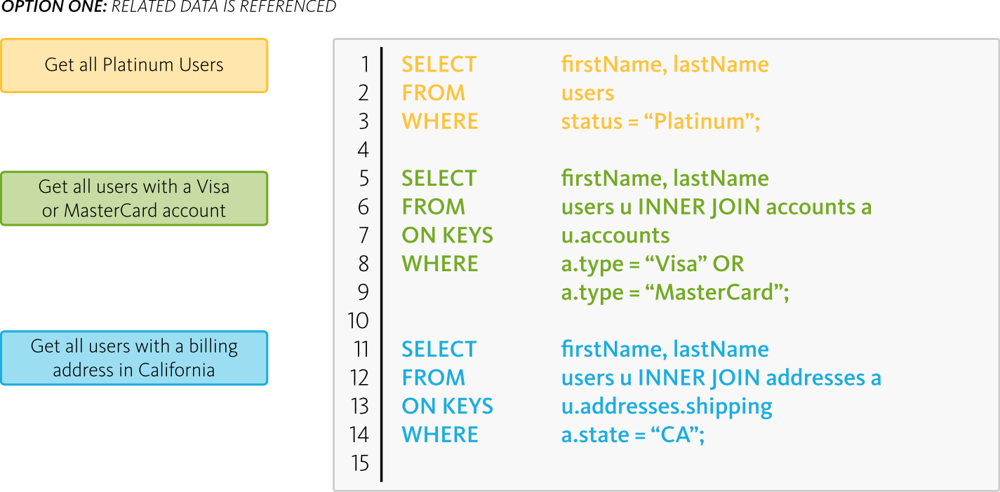 OPTION ONE: RELATED DATA IS REFERENCED
Get all Platinum Users
Get all users with a Visa
or MasterCard account
Get all users with a billing
address in California
1 SELECT firstName, lastName
2 FROM users
3 WHERE status = “Platinum”;
4
5 SELECT firstName, lastName
6 FROM users u INNER JOIN accounts a
7 ON KEYS u.accounts
8 WHERE a.type = “Visa” OR
9 a.type = “MasterCard”;
10
11 SELECT firstName, lastName
12 FROM users u INNER JOIN addresses a
13 ON KEYS u.addresses.shipping
14 WHERE a.state = “CA”;
15